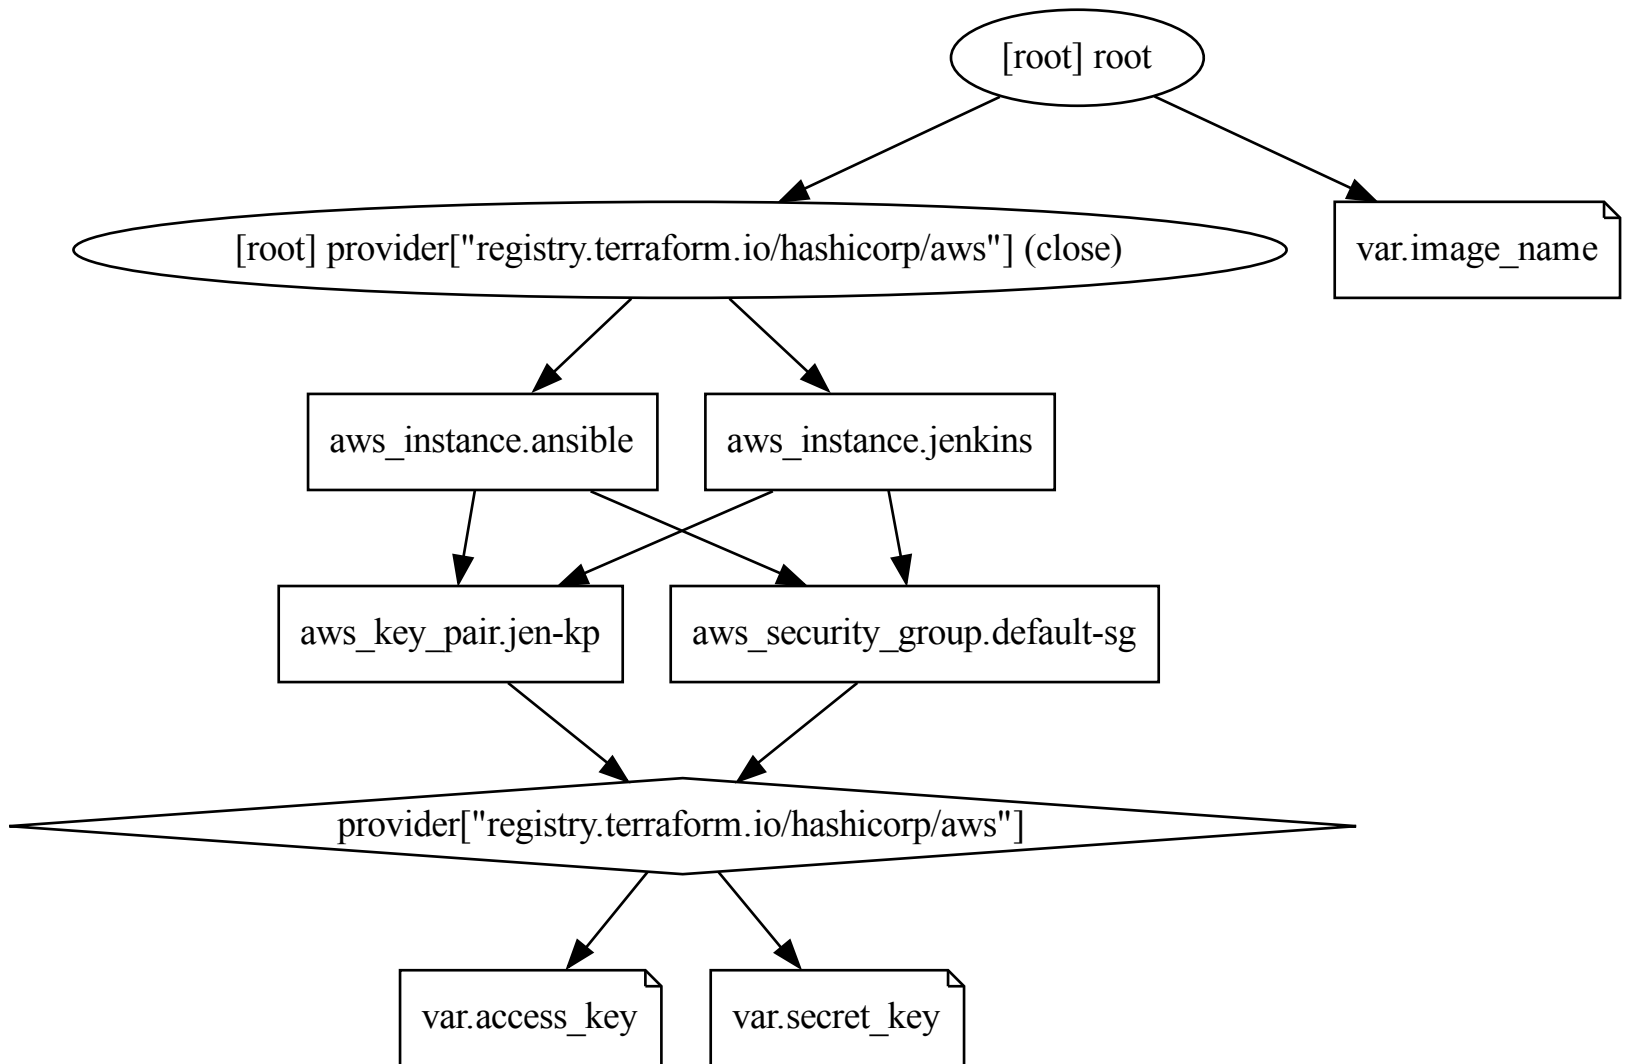 [root] root
[root] provider["registry.terraform.io/hashicorp/aws"] (close)
var.image_name
aws_instance.ansible
aws_instance.jenkins
aws_key_pair.jen-kp
aws_security_group.default-sg
provider["registry.terraform.io/hashicorp/aws"]
var.access_key
var.secret_key